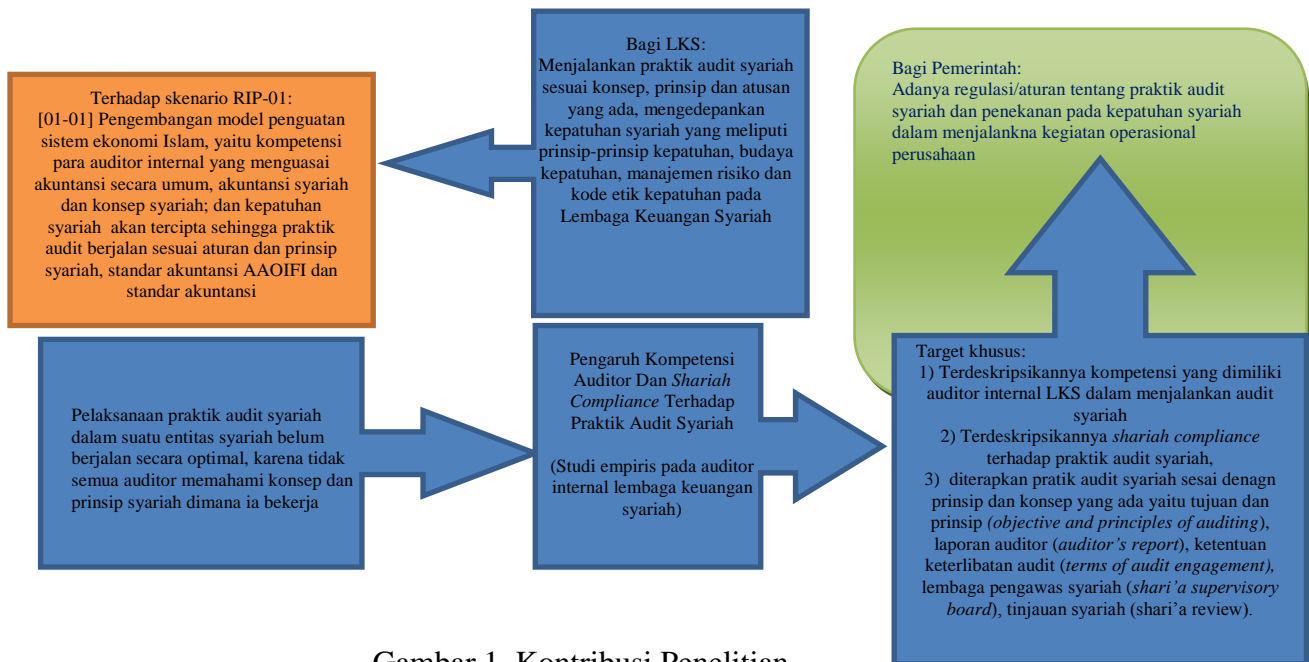 Terhadap skenario RIP-01:
[01-01] Pengembangan model penguatan
sistem ekonomi Islam, yaitu kompetensi
para auditor internal yang menguasai
akuntansi secara umum, akuntansi syariah
dan konsep syariah; dan kepatuhan
syariah akan tercipta sehingga praktik
audit berjalan sesuai aturan dan prinsip
syariah, standar akuntansi AAOIFI dan
standar akuntansi
Bagi LKS:
Menjalankan praktik audit syariah
sesuai konsep, prinsip dan atusan
yang ada, mengedepankan
kepatuhan syariah yang meliputi
prinsip-prinsip kepatuhan, budaya
kepatuhan, manajemen risiko dan
kode etik kepatuhan pada
Lembaga Keuangan Syariah
Bagi Pemerintah:
Adanya regulasi/aturan tentang praktik audit
syariah dan penekanan pada kepatuhan syariah
dalam menjalankna kegiatan operasional
perusahaan
Pelaksanaan praktik audit syariah
dalam suatu entitas syariah belum
berjalan secara optimal, karena tidak
semua auditor memahami konsep dan
prinsip syariah dimana ia bekerja
Pengaruh Kompetensi
Auditor Dan Shariah
Compliance Terhadap
Praktik Audit Syariah
(Studi empiris pada auditor
internal lembaga keuangan
syariah)
Target khusus:
1) Terdeskripsikannya kompetensi yang dimiliki
auditor internal LKS dalam menjalankan audit
syariah
2) Terdeskripsikannya shariah compliance
terhadap praktik audit syariah,
3) diterapkan pratik audit syariah sesai denagn
prinsip dan konsep yang ada yaitu tujuan dan
prinsip (objective and principles of auditing),
laporan auditor (auditor's report), ketentuan
keterlibatan audit (terms of audit engagement),
lembaga pengawas syariah (shari'a supervisory
board), tinjauan syariah (shari'a review).
Gambar 1. Kontribusi Penelitian